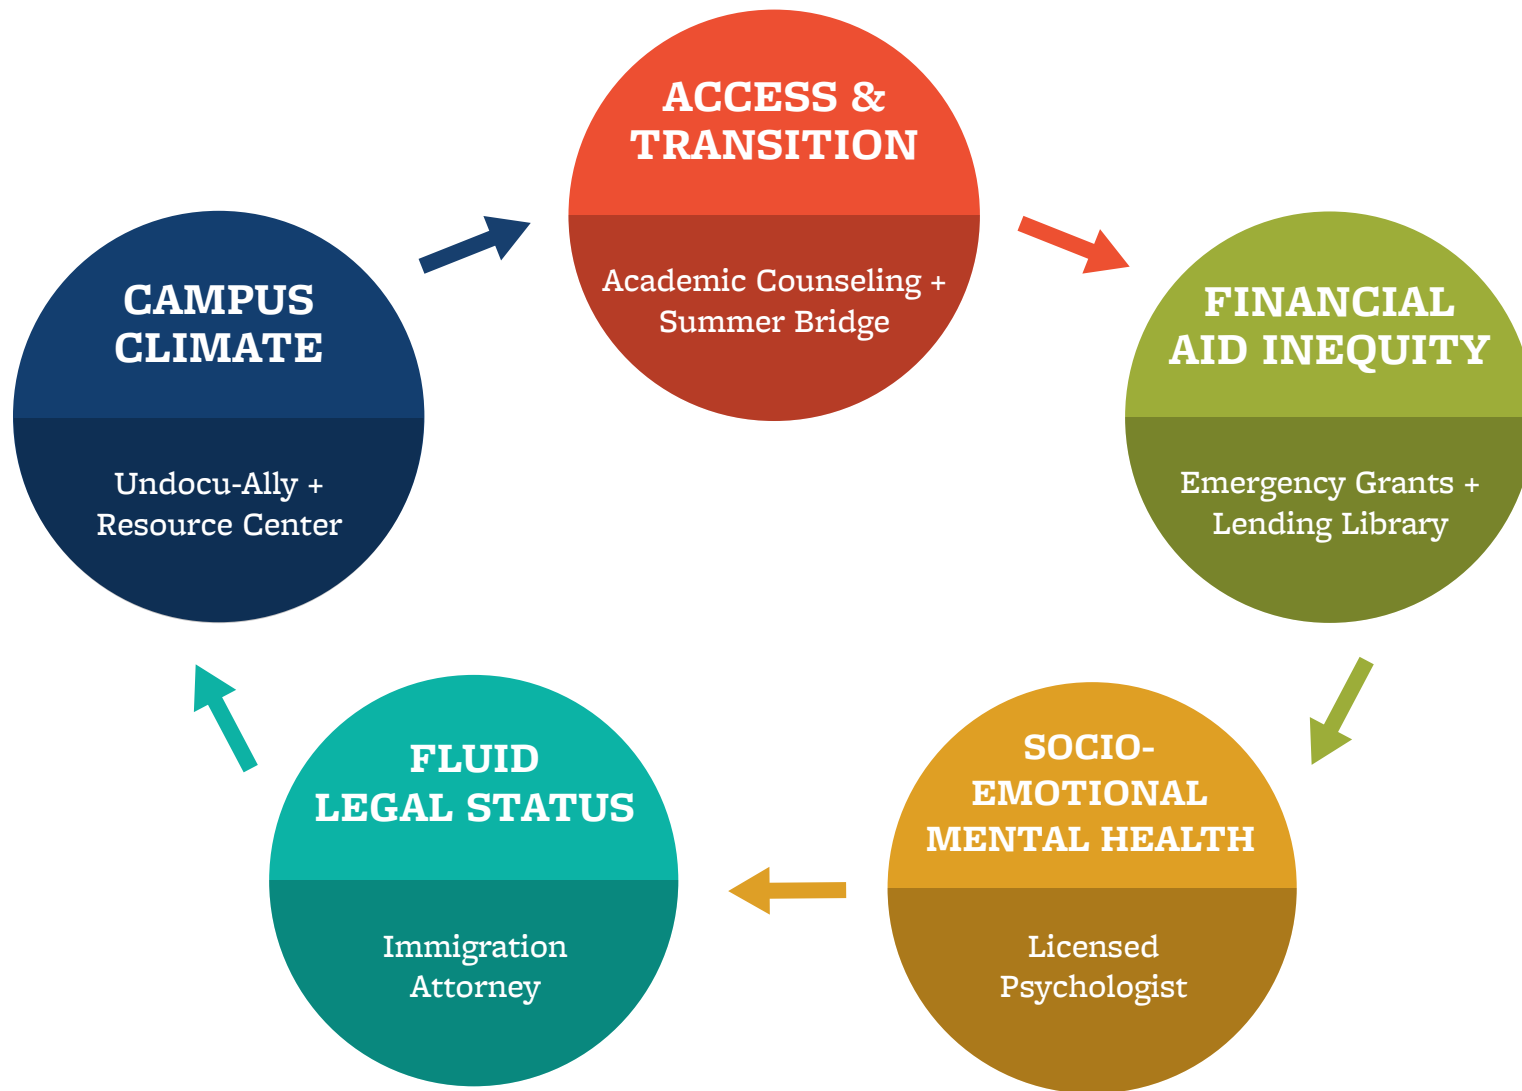 ACCESS &
TRANSITION
Academic Counseling +
Summer Bridge
FINANCIAL
AID INEQUITY
Emergency Grants +
Lending Library
SOCIO-
EMOTIONAL
MENTAL HEALTH
Licensed
Psychologist
FLUID
LEGAL STATUS
Immigration
Attorney
CAMPUS
CLIMATE
Undocu-Ally +
Resource Center